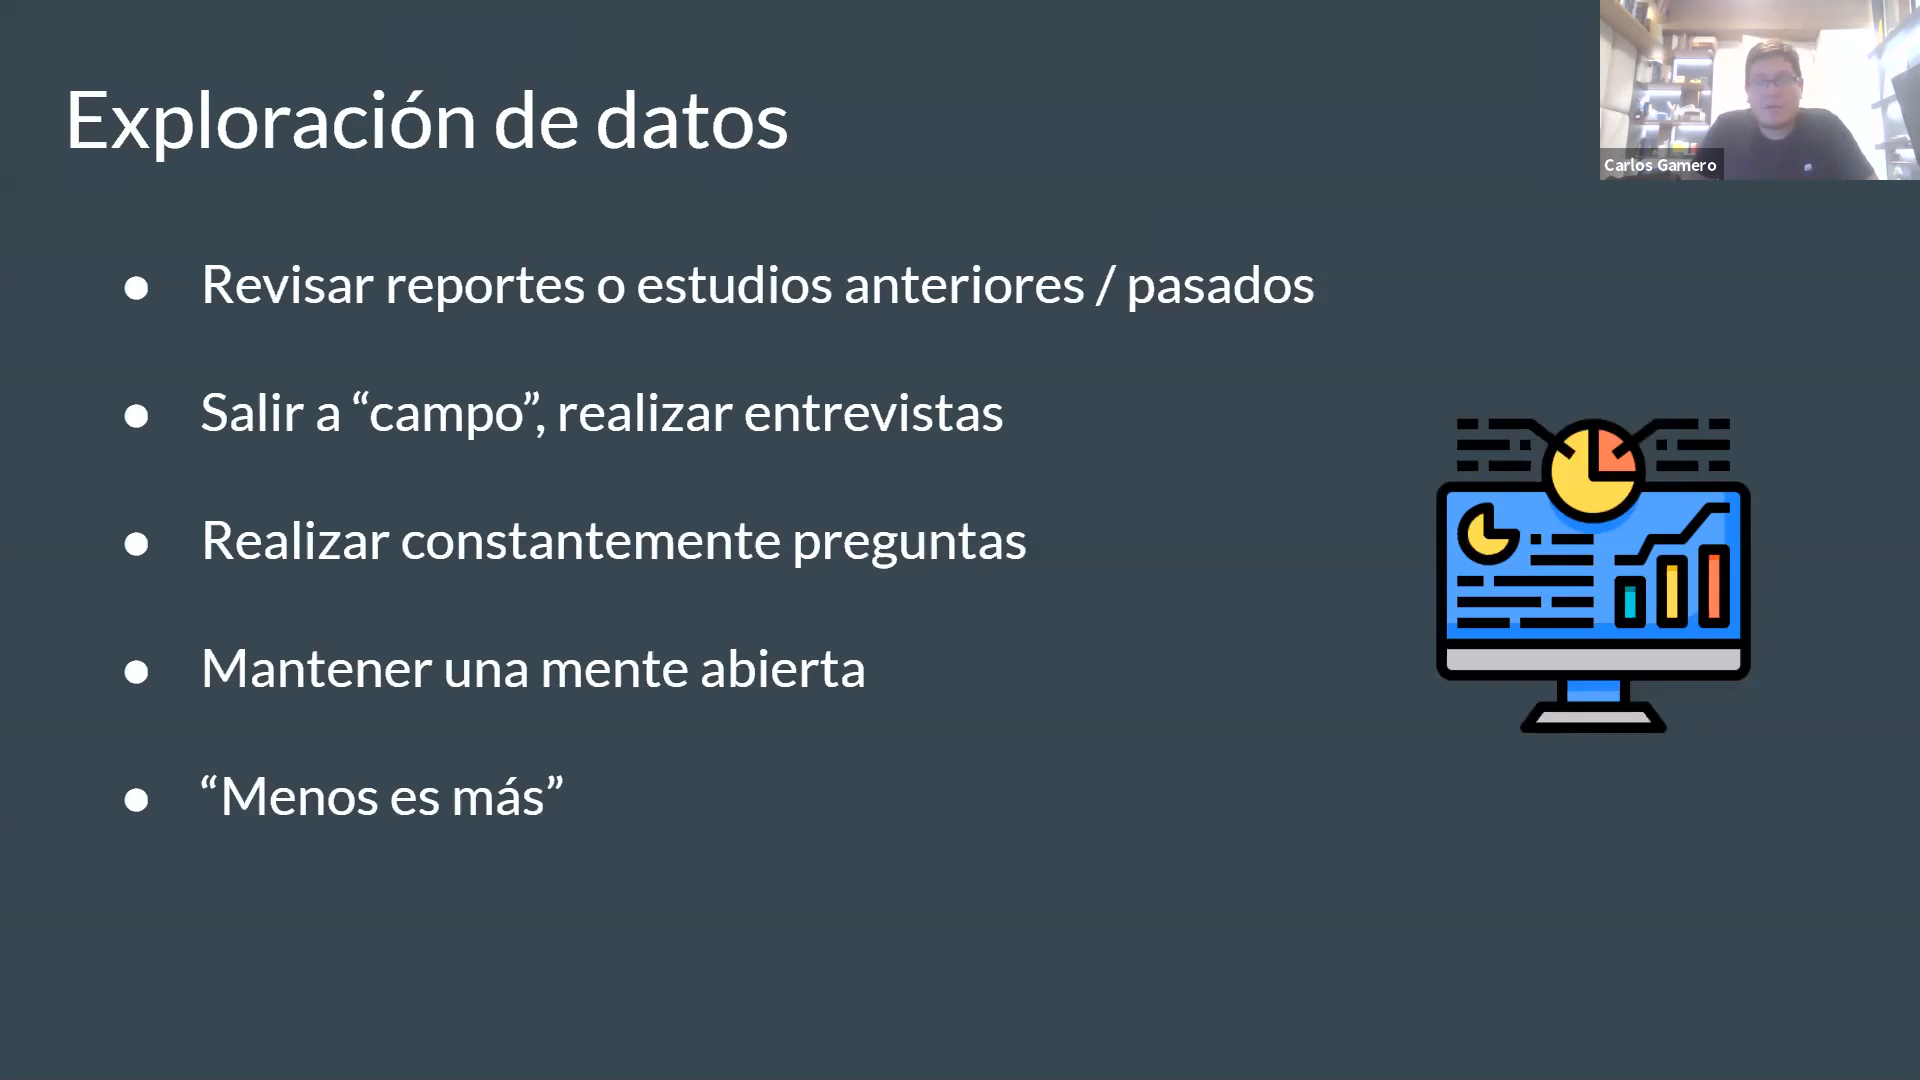 Exploración de datos
Carlos Gamero
● Revisar reportes o estudios anteriores / pasados
● Salir a “campo”, realizar entrevistas
● Realizar constantemente preguntas
● Mantener una mente abierta
● “Menos es más”